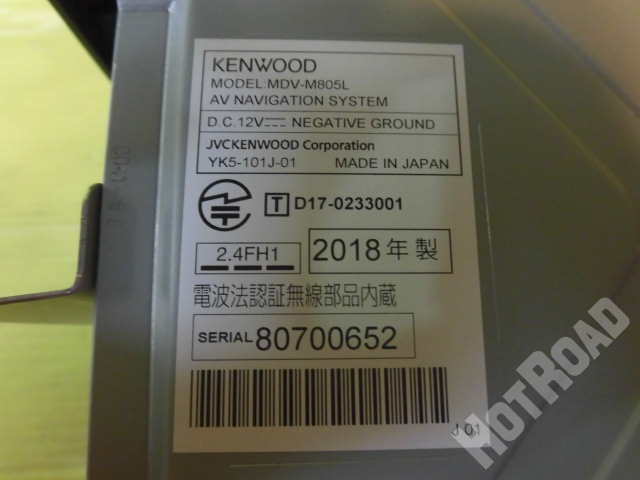 KENWOOD
MODEL:MDV-M805L
AV NAVIGATION SYSTEM
D.C.12V⎓ NEGATIVE GROUND
JVCKENWOOD Corporation
YK5-101J-01 MADE IN JAPAN
T D17-0233001
2.4FH1
2018年製
電波法認証無線部品内蔵
SERIAL 80700652
J 01
HOTROAD